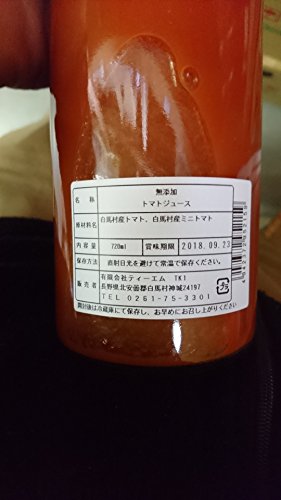 名 称 無添加
トマトジュース
原材料名 白馬村産トマト、白馬村産ミニトマト
内容量 720ml 賞味期限 2018.09.23
保存方法 直射日光を避けて常温で保存ください。
販売者 有限会社ティーエム TK1
長野県北安曇郡白馬村神城24197
TEL 0261-75-3301
開封後は冷蔵庫にて保存し、お早めにお召し上がりください